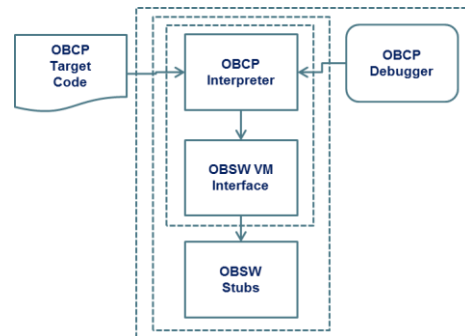 OBCP
Target
Code
OBCP
Interpreter
OBCP
Debugger
OBSW VM
Interface
OBSW
Stubs